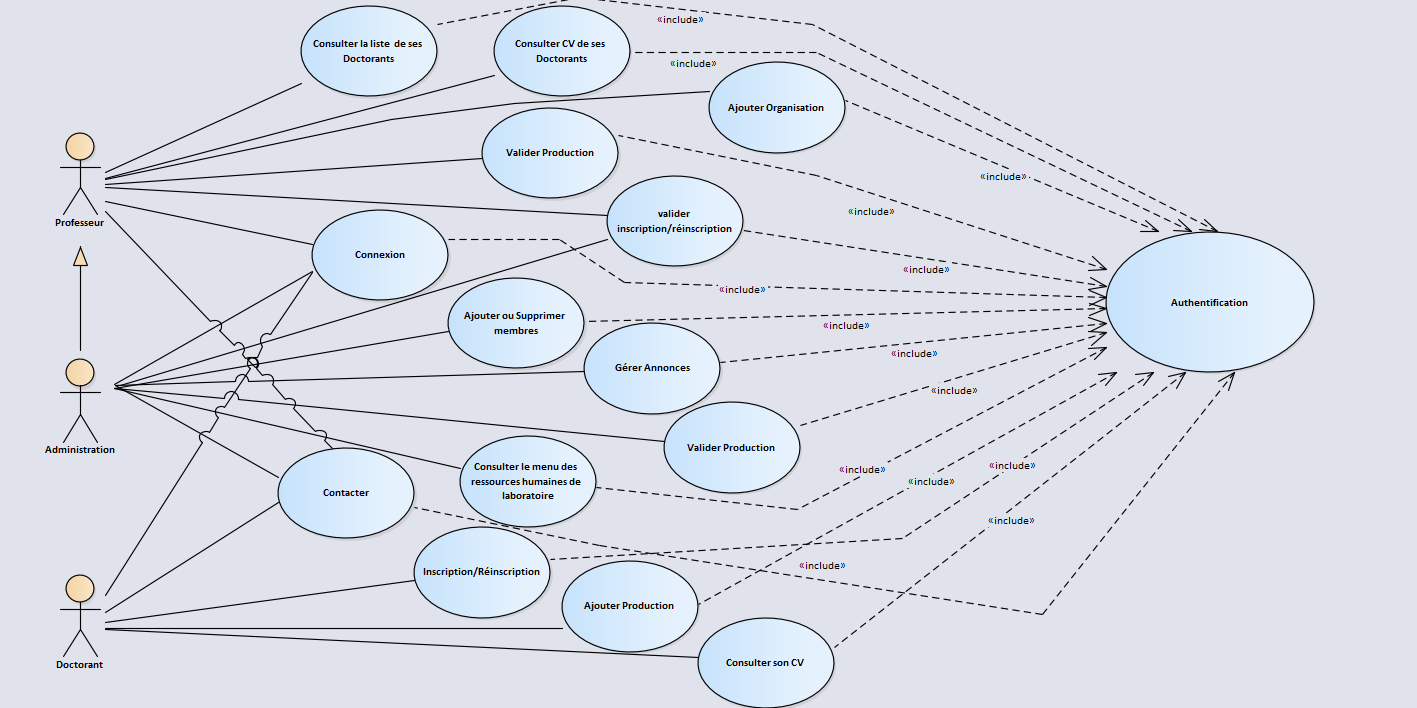 «include»
Consulter la liste de ses
Doctorants
Consulter CV de ses
Doctorants
«include»
Ajouter Organisation
Valider Production
«include»
Professeur
valider
inscription/réinscription
«include»
Connexion
«include»
«include»
Authentification
Ajouter ou Supprimer
membres
«include»
Gérer Annonces
«include»
«include»
Administration
Valider Production
Consulter le menu des
ressources humaines de
laboratoire
«include»
«include»
«include»
Contacter
«include»
Inscription/Réinscription
«include»
Ajouter Production
Doctorant
Consulter son CV